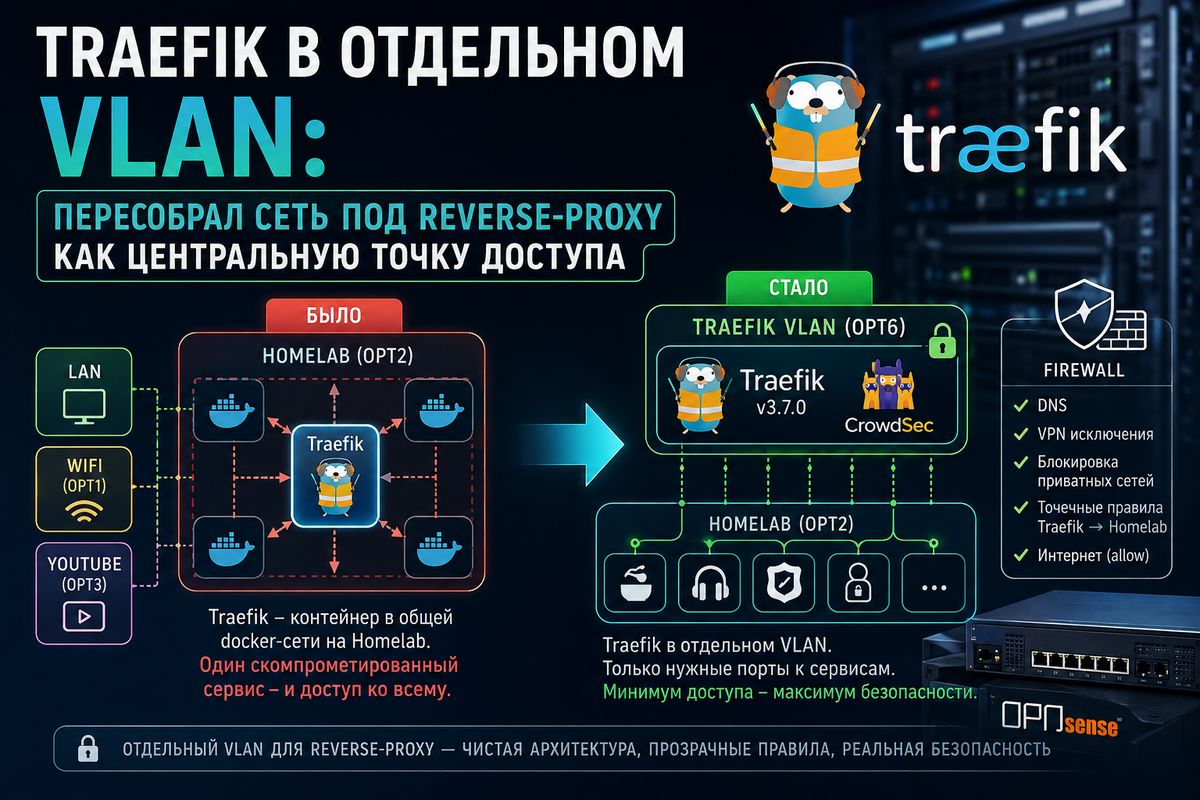 TRAEFIK В ОТДЕЛЬНОМ
VLAN:
ПЕРЕСОБРАЛ СЕТЬ ПОД REVERSE-PROXY
КАК ЦЕНТРАЛЬНУЮ ТОЧКУ ДОСТУПА
træfik
БЫЛО
HOMELAB (OPT2)
LAN
WIFI
(OPT1)
YOUTUBE
(OPT3)
Traefik
Traefik – контейнер в общей
docker-сети на Homelab.
Один скомпрометированный
сервис – и доступ ко всему.
СТАЛО
TRAEFIK VLAN (OPT6)
Traefik
v3.7.0
CrowdSec
HOMELAB (OPT2)
...
Traefik в отдельном VLAN.
Только нужные порты к сервисам.
Минимум доступа – максимум безопасности.
FIREWALL
DNS
VPN исключения
Блокировка
приватных сетей
Точечные правила
Traefik → Homelab
Интернет (allow)
OPNsense®
ОТДЕЛЬНЫЙ VLAN ДЛЯ REVERSE-PROXY — ЧИСТАЯ АРХИТЕКТУРА, ПРОЗРАЧНЫЕ ПРАВИЛА, РЕАЛЬНАЯ БЕЗОПАСНОСТЬ